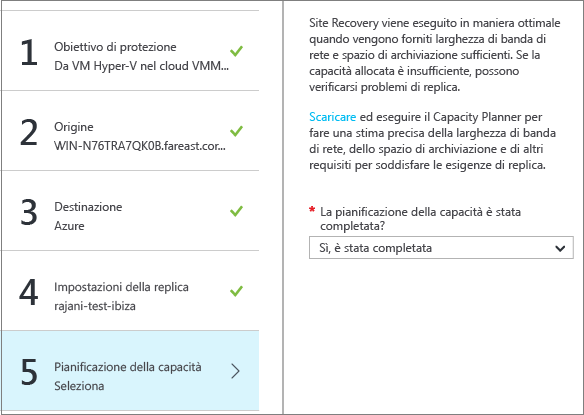 1
Obiettivo di protezione
Da VM Hyper-V nel cloud VMM...
2
Origine
WIN-N76TRA7QK0B.fareast.cor...
3
Destinazione
Azure
4
Impostazioni della replica
rajani-test-ibiza
5
Pianificazione della capacità
Seleziona
Site Recovery viene eseguito in maniera ottimale
quando vengono forniti larghezza di banda di
rete e spazio di archiviazione sufficienti. Se la
capacità allocata è insufficiente, possono
verificarsi problemi di replica.
Scaricare ed eseguire il Capacity Planner per
fare una stima precisa della larghezza di banda
di rete, dello spazio di archiviazione e di altri
requisiti per soddisfare le esigenze di replica.
* La pianificazione della capacità è stata
completata?
Sì, è stata completata